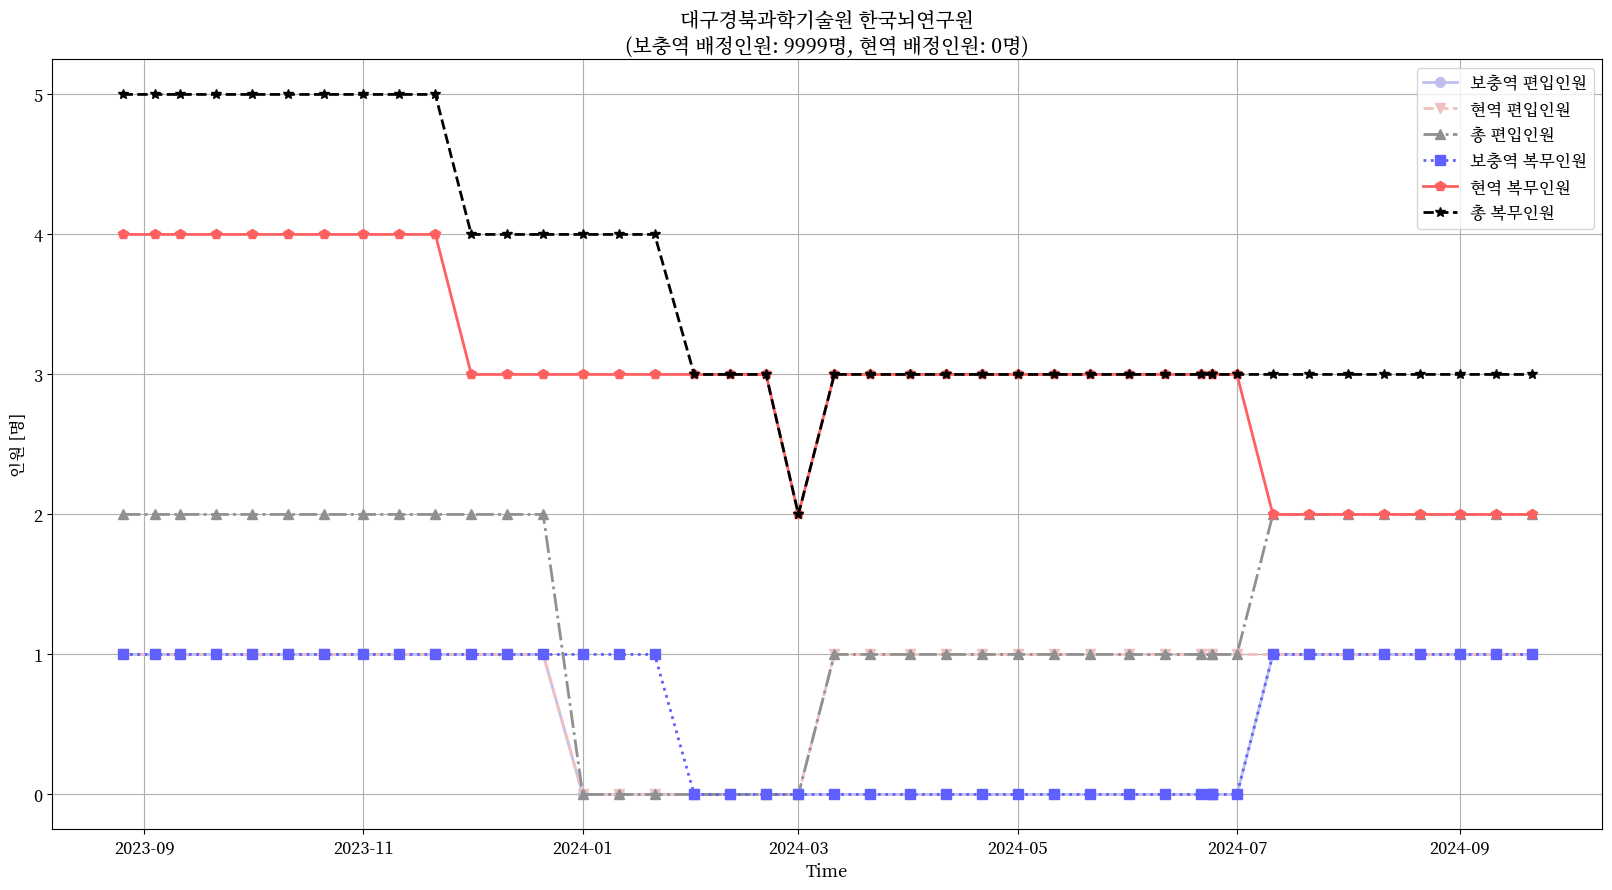 대구경북과학기술원 한국뇌연구원
(보충역 배정인원: 9999명, 현역 배정인원: 0명)
보충역 편입인원
현역 편입인원
총 편입인원
보충역 복무인원
현역 복무인원
총 복무인원
인원 [명]
5
4
3
2
1
0
2023-09
2023-11
2024-01
2024-03
2024-05
2024-07
2024-09
Time